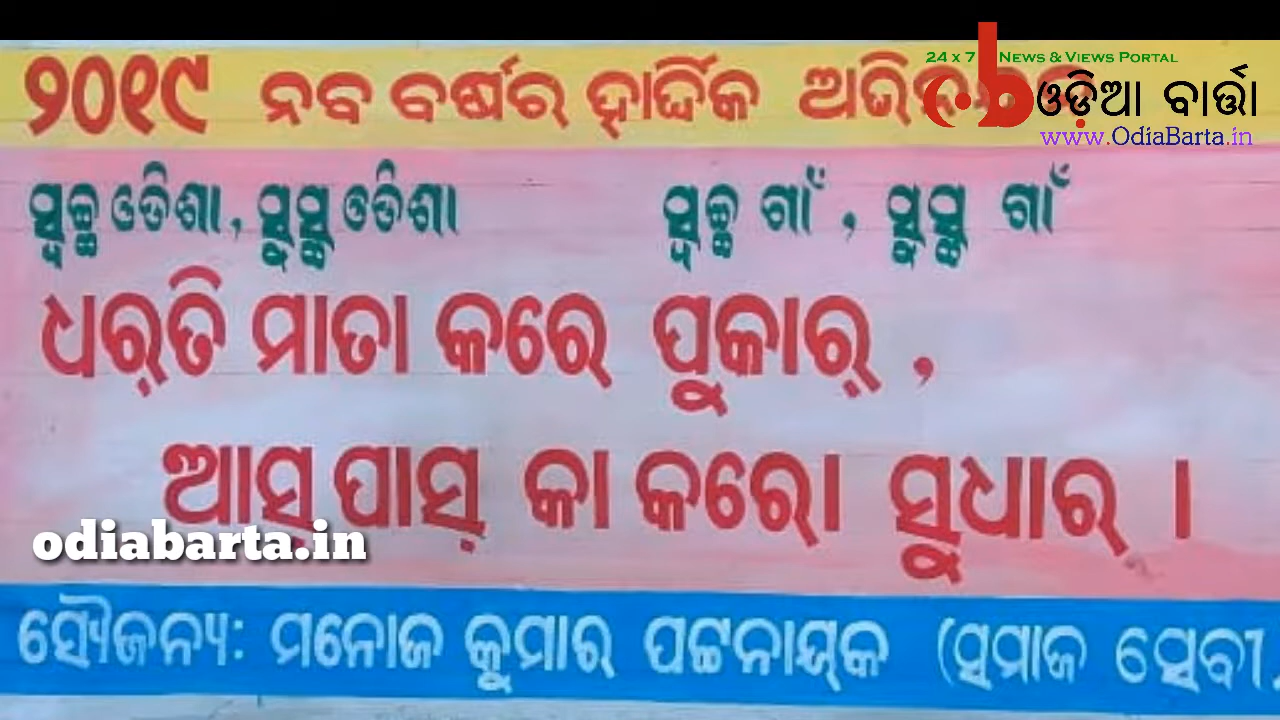 ୨୦୧୯ ନବ ବର୍ଷର ହାର୍ଦ୍ଦିକ
24 x 7 NEWS & VIEWS PORTAL
ଓଡ଼ିଆ ବାର୍ତ୍ତା
www.OdiaBarta.in
ସ୍ୱଚ୍ଛ ଓଡିଶା, ସୁସ୍ଥ ଓଡିଶା ସ୍ୱଚ୍ଛ ଗାଁ , ସୁସ୍ଥ ଗାଁ
ଧର୍‌ତି ମାତା କରେ ପୁକାର୍ ,
ଆସ୍ ପାସ୍ କା କରୋ ସୁଧାର୍ ।
odiabarta.in
ସୌଜନ୍ୟ: ମନୋଜ କୁମାର ପଟ୍ଟନାୟକ (ସମାଜ ସେବୀ,